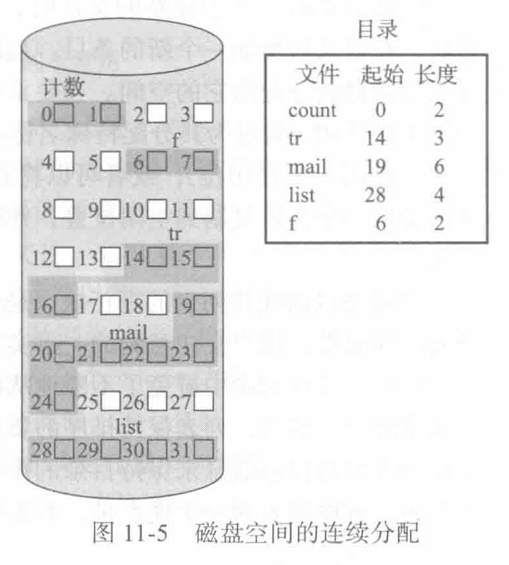 目录
文件 起始 长度
count 0 2
tr 14 3
mail 19 6
list 28 4
f 6 2
计数
0 1 2 3
f
4 5 6 7
8 9 10 11
tr
12 13 14 15
16 17 18 19
mail
20 21 22 23
24 25 26 27
list
28 29 30 31
图 11-5 磁盘空间的连续分配